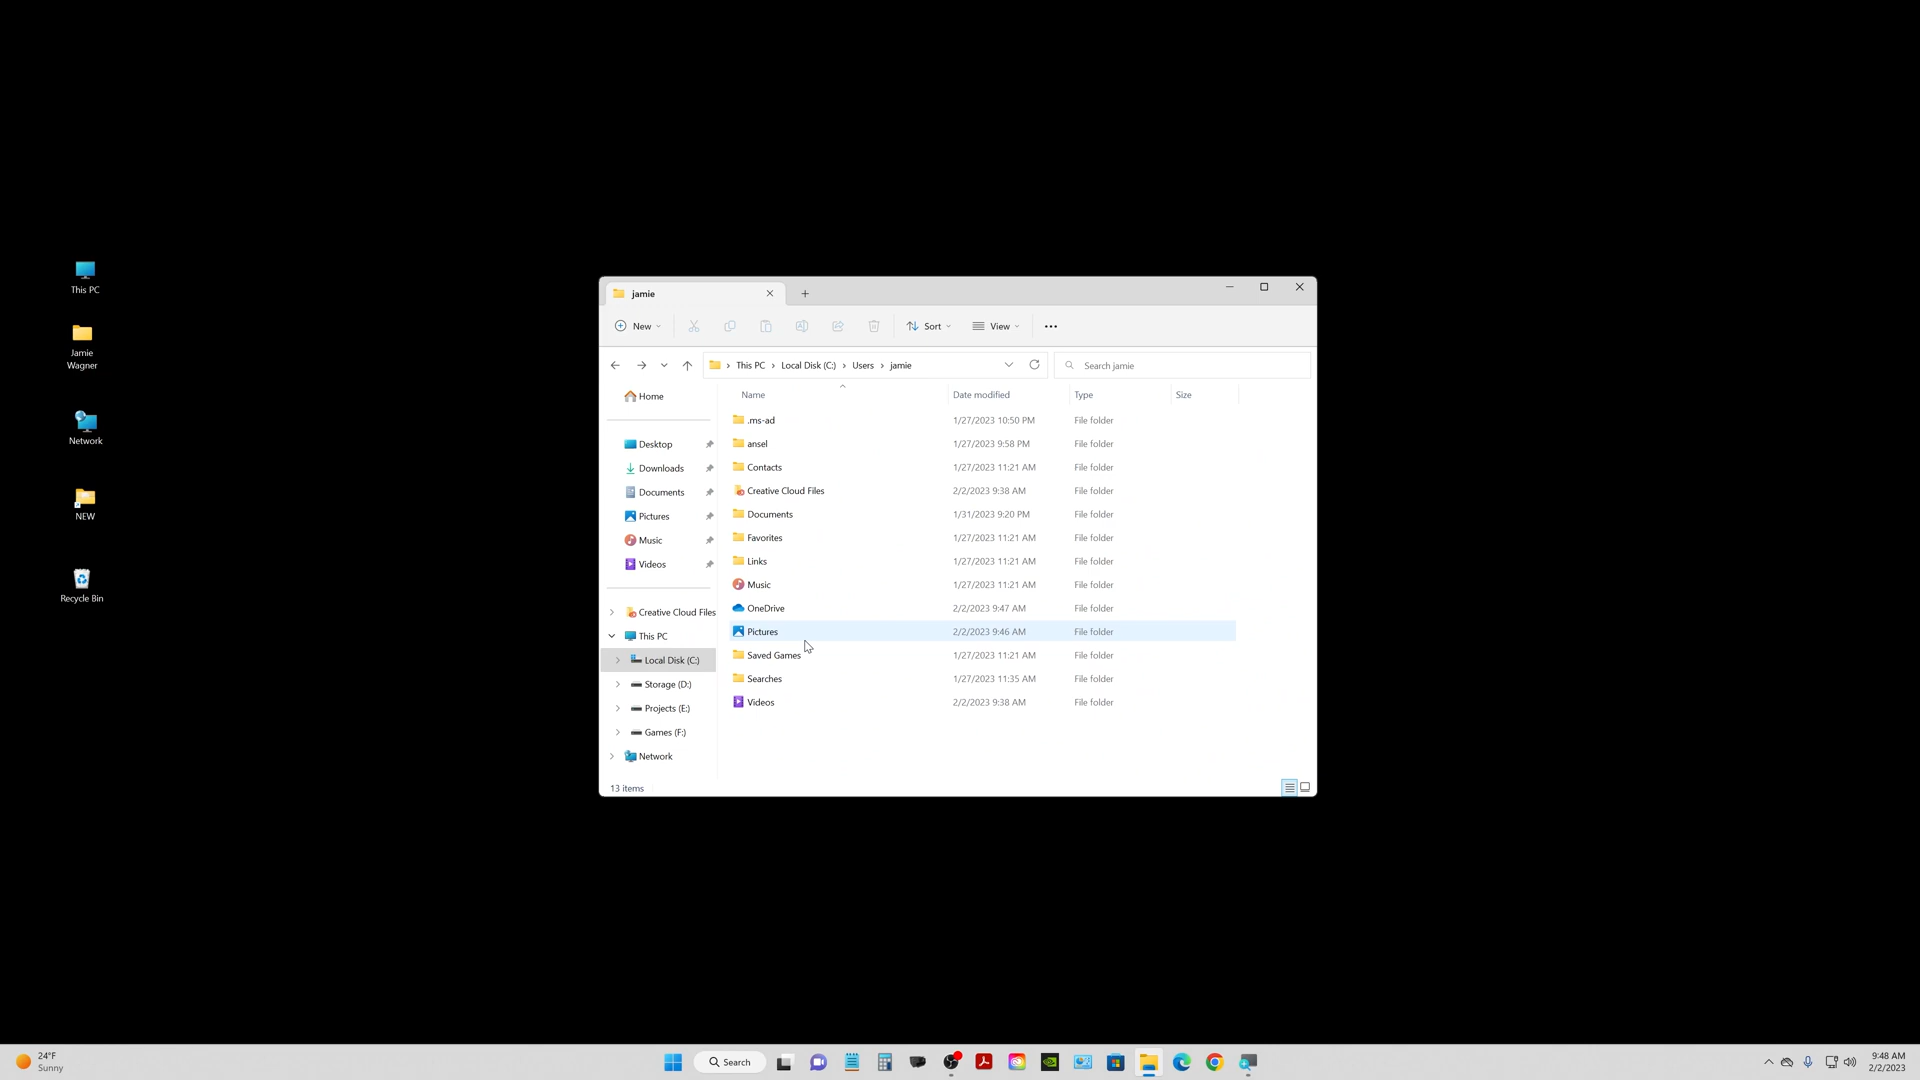 This PC
Jamie
Wagner
Network
NEW
Recycle Bin
jamie
New
Sort
View
This PC
Local Disk (C:)
Users
jamie
Search jamie
Name Date modified Type Size
Home
Desktop
Downloads
Documents
Pictures
Music
Videos
Creative Cloud Files
This PC
Local Disk (C:)
Storage (D:)
Projects (E:)
Games (F:)
Network
.ms-ad 1/27/2023 10:50 PM File folder
ansel 1/27/2023 9:58 PM File folder
Contacts 1/27/2023 11:21 AM File folder
Creative Cloud Files 2/2/2023 9:38 AM File folder
Documents 1/31/2023 9:20 PM File folder
Favorites 1/27/2023 11:21 AM File folder
Links 1/27/2023 11:21 AM File folder
Music 1/27/2023 11:21 AM File folder
OneDrive 2/2/2023 9:47 AM File folder
Pictures 2/2/2023 9:46 AM File folder
Saved Games 1/27/2023 11:21 AM File folder
Searches 1/27/2023 11:35 AM File folder
Videos 2/2/2023 9:38 AM File folder
13 items
24°F
Sunny
Search
9:48 AM
2/2/2023